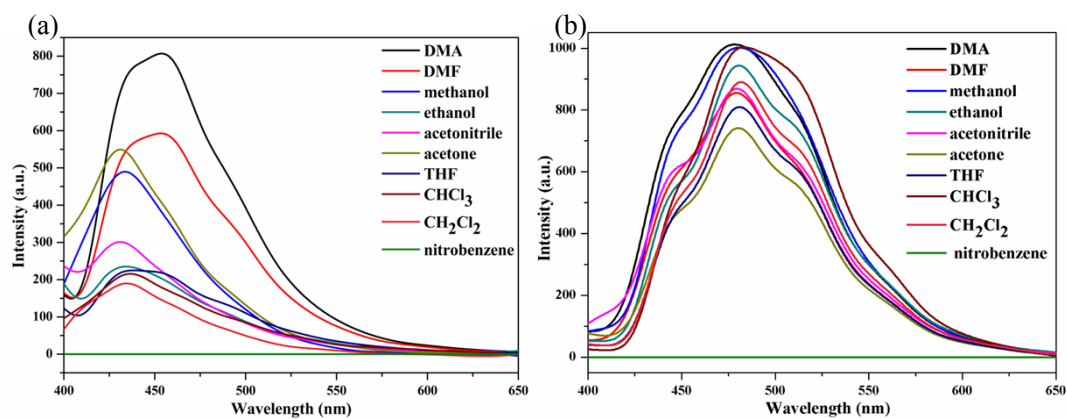 (a)
800
700
600
500
400
300
200
100
0
Intensity (a.u.)
400 450 500 550 600 650
Wavelength (nm)
DMA
DMF
methanol
ethanol
acetonitrile
acetone
THF
CHCl₃
CH₂Cl₂
nitrobenzene
(b)
1000
800
600
400
200
0
Intensity (a.u.)
400 450 500 550 600 650
Wavelength (nm)
DMA
DMF
methanol
ethanol
acetonitrile
acetone
THF
CHCl₃
CH₂Cl₂
nitrobenzene